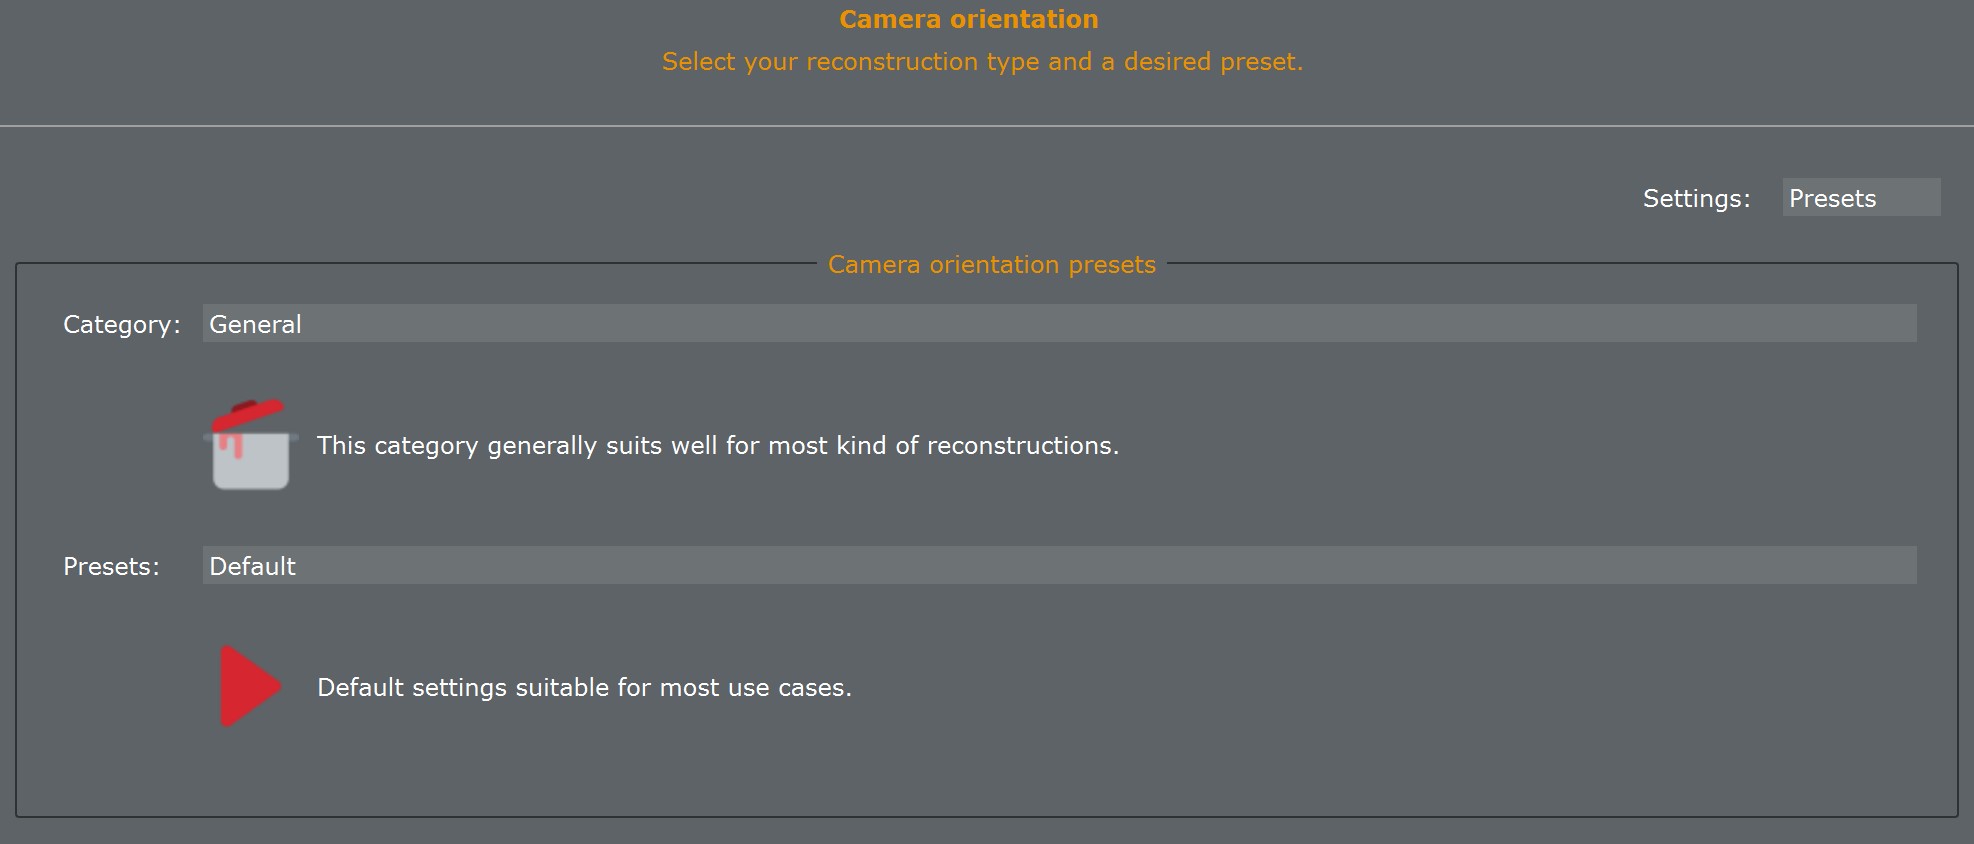 Camera orientation
Select your reconstruction type and a desired preset.
Settings: Presets
Camera orientation presets
Category: General
This category generally suits well for most kind of reconstructions.
Presets: Default
Default settings suitable for most use cases.